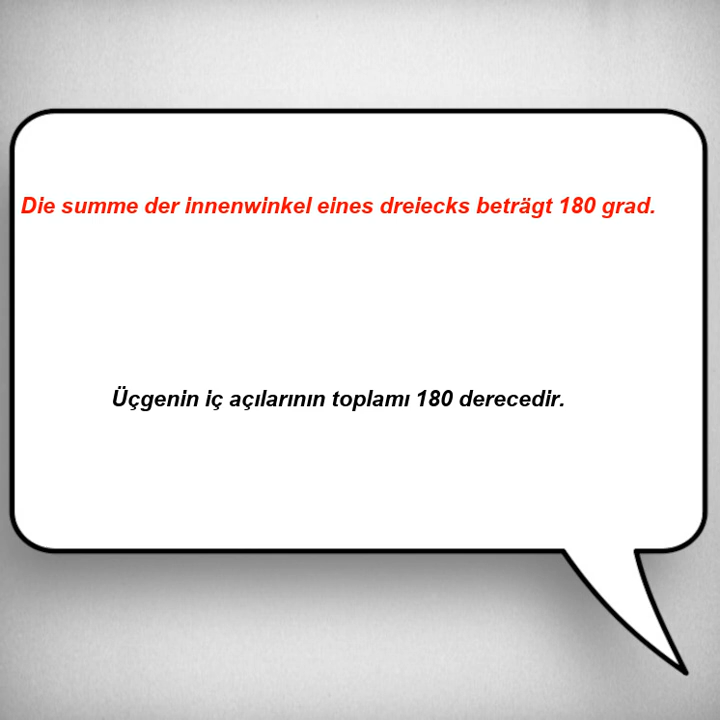 Die summe der innenwinkel eines dreiecks beträgt 180 grad.
Üçgenin iç açılarının toplamı 180 derecedir.